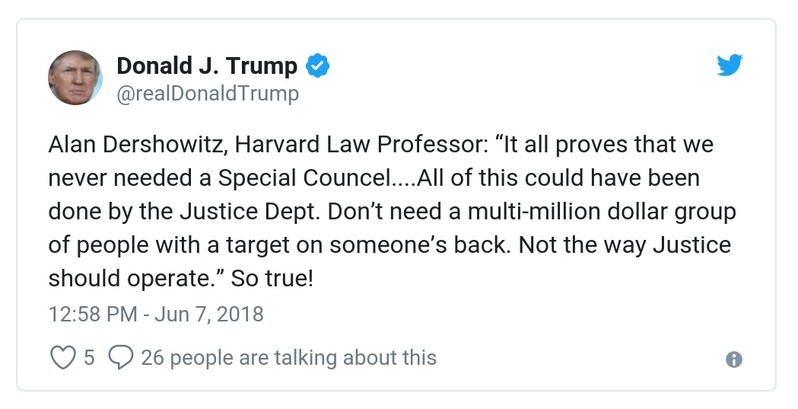 Donald J. Trump
@realDonaldTrump
Alan Dershowitz, Harvard Law Professor: “It all proves that we
never needed a Special Councel....All of this could have been
done by the Justice Dept. Don’t need a multi-million dollar group
of people with a target on someone’s back. Not the way Justice
should operate.” So true!
12:58 PM - Jun 7, 2018
5 26 people are talking about this